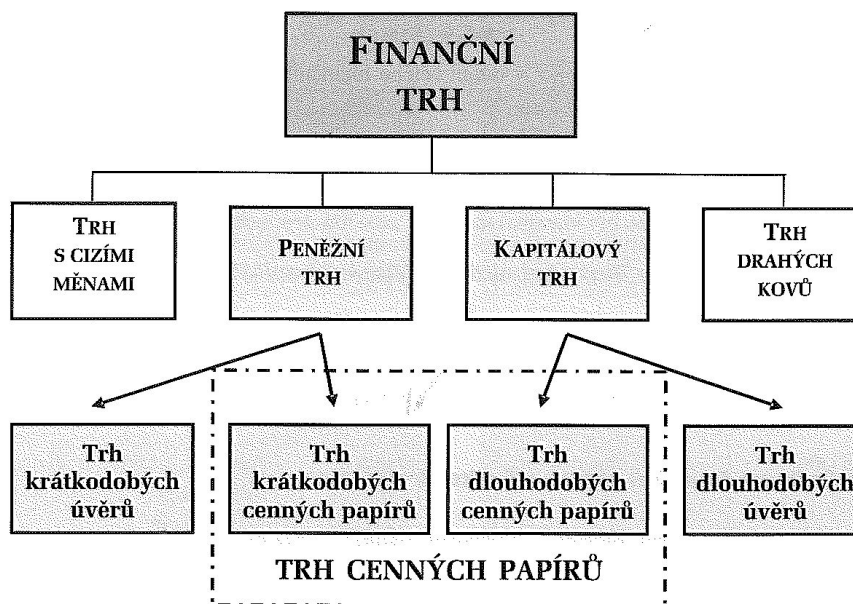 FINANČNÍ
TRH
TRH
S CIZÍMI
MĚNAMI
PENĚŽNÍ
TRH
KAPITÁLOVÝ
TRH
TRH
DRAHÝCH
KOVŮ
Trh
krátkodobých
úvěrů
Trh
krátkodobých
cenných papírů
Trh
dlouhodobých
cenných papírů
Trh
dlouhodobých
úvěrů
TRH CENNÝCH PAPÍRŮ